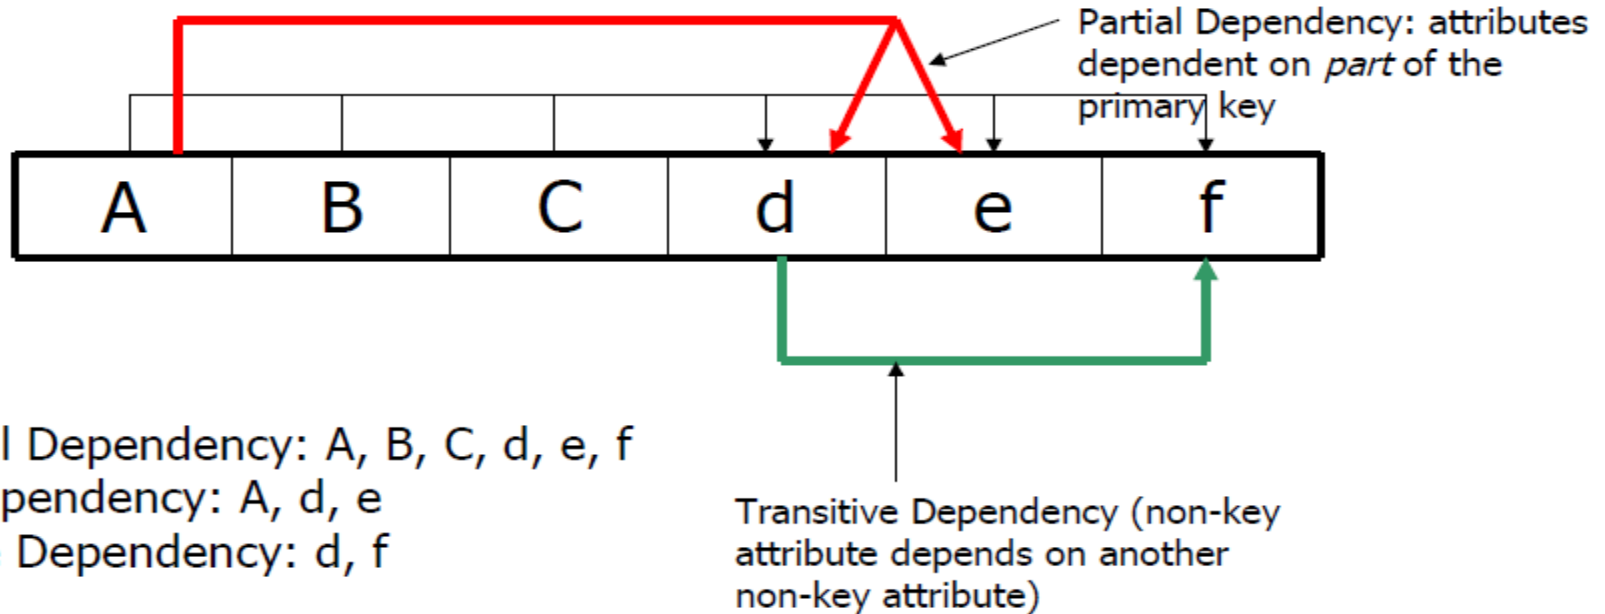 Partial Dependency: attributes
dependent on part of the
primary key
A B C d e f
l Dependency: A, B, C, d, e, f
pendency: A, d, e
Dependency: d, f
Transitive Dependency (non-key
attribute depends on another
non-key attribute)